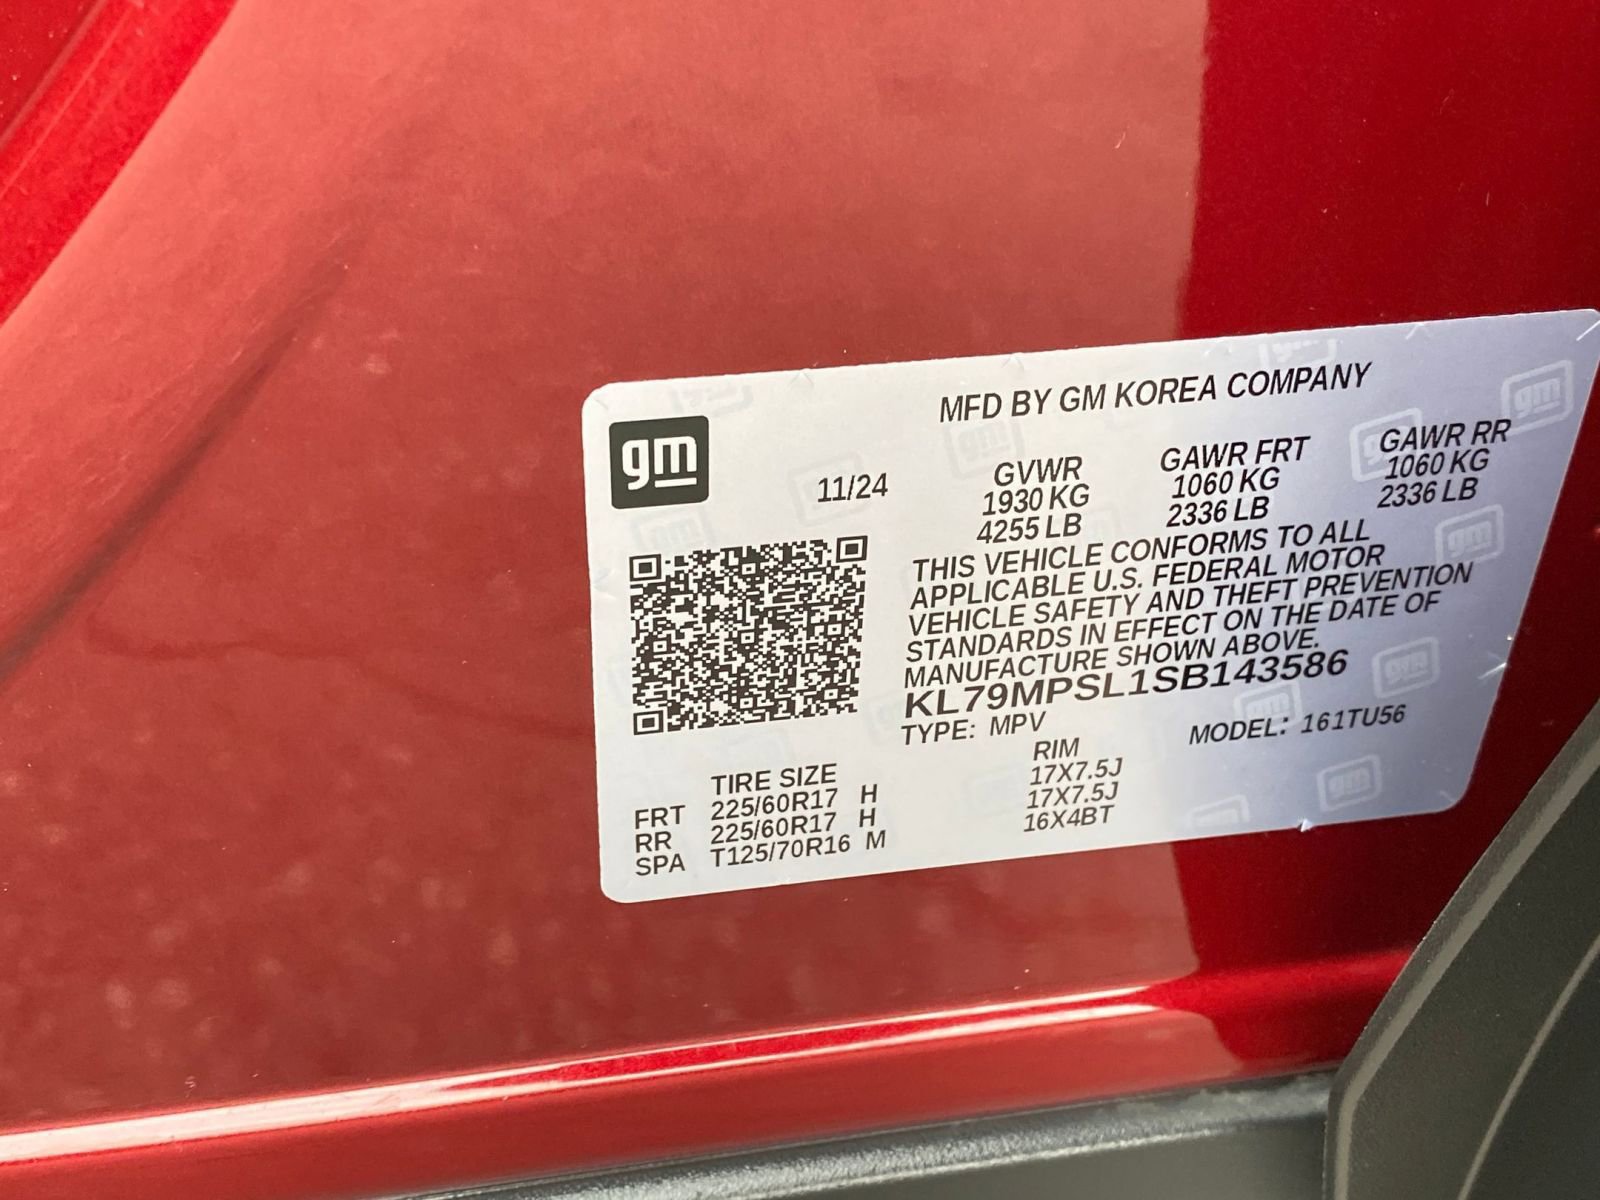 gm
MFD BY GM KOREA COMPANY
11/24
GVWR GAWR FRT GAWR RR
1930 KG 1060 KG 1060 KG
4255 LB 2336 LB 2336 LB
THIS VEHICLE CONFORMS TO ALL
APPLICABLE U.S. FEDERAL MOTOR
VEHICLE SAFETY AND THEFT PREVENTION
STANDARDS IN EFFECT ON THE DATE OF
MANUFACTURE SHOWN ABOVE.
KL79MPSL1SB143586
TYPE: MPV MODEL: 161TU56
TIRE SIZE RIM
FRT 225/60R17 H 17X7.5J
RR 225/60R17 H 17X7.5J
SPA T125/70R16 M 16X4BT